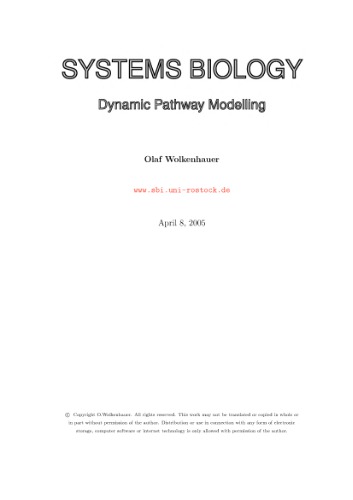 SYSTEMS BIOLOGY
Dynamic Pathway Modelling
Olaf Wolkenhauer
www.sbi.uni-rostock.de
April 8, 2005
© Copyright O.Wolkenhauer. All rights reserved. This work may not be translated or copied in whole or
in part without permission of the author. Distribution or use in connection with any form of electronic
storage, computer software or internet technology is only allowed with permission of the author.